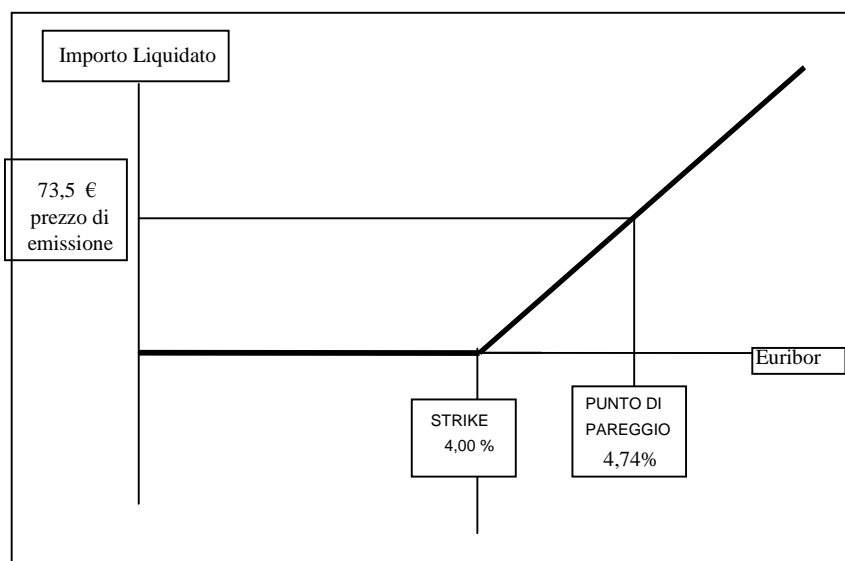 Importo Liquidato
73,5 €
prezzo di
emissione
Euribor
STRIKE
4,00 %
PUNTO DI
PAREGGIO
4,74%